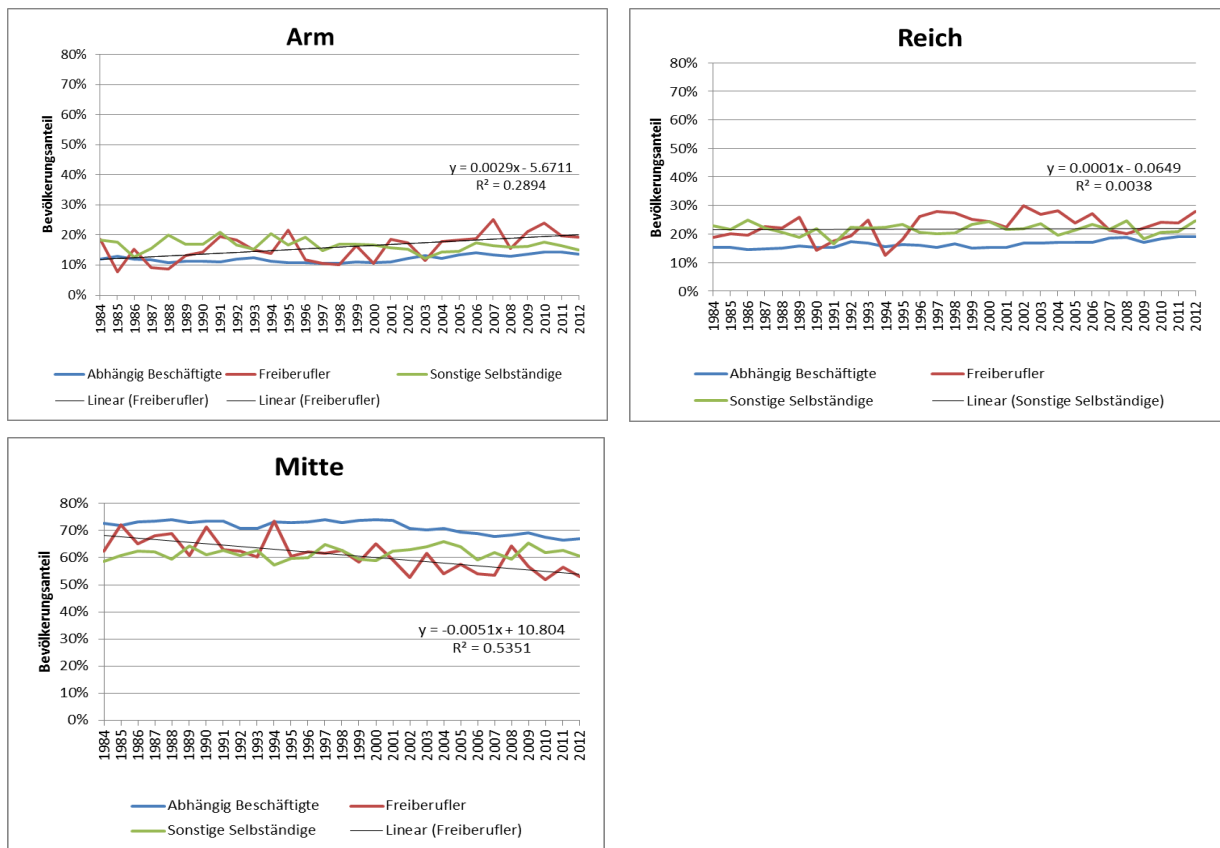 Arm
80%
70%
60%
50%
40%
30%
20%
10%
0%
Bevölkerungsanteil
y = 0.0029x - 5.6711
R² = 0.2894
1984 1985 1986 1987 1988 1989 1990 1991 1992 1993 1994 1995 1996 1997 1998 1999 2000 2001 2002 2003 2004 2005 2006 2007 2008 2009 2010 2011 2012
Abhängig Beschäftigte Freiberufler Sonstige Selbständige
Linear (Freiberufler) Linear (Freiberufler)
Reich
80%
70%
60%
50%
40%
30%
20%
10%
0%
Bevölkerungsanteil
y = 0.0001x - 0.0649
R² = 0.0038
1984 1985 1986 1987 1988 1989 1990 1991 1992 1993 1994 1995 1996 1997 1998 1999 2000 2001 2002 2003 2004 2005 2006 2007 2008 2009 2010 2011 2012
Abhängig Beschäftigte Freiberufler
Sonstige Selbständige Linear (Sonstige Selbständige)
Mitte
80%
70%
60%
50%
40%
30%
20%
10%
0%
Bevölkerungsanteil
y = -0.0051x + 10.804
R² = 0.5351
1984 1985 1986 1987 1988 1989 1990 1991 1992 1993 1994 1995 1996 1997 1998 1999 2000 2001 2002 2003 2004 2005 2006 2007 2008 2009 2010 2011 2012
Abhängig Beschäftigte Freiberufler
Sonstige Selbständige Linear (Freiberufler)